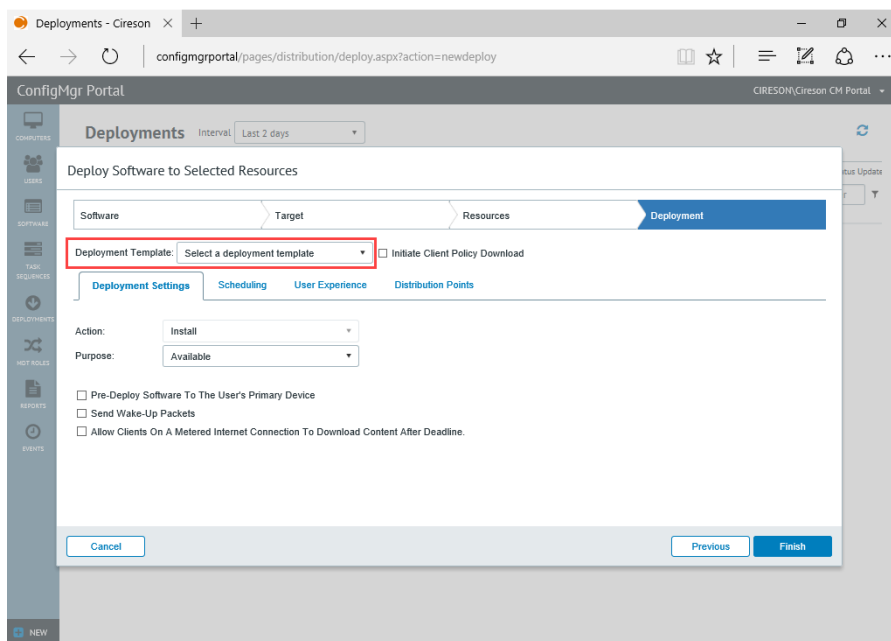 Deployments - Cireson
configmgrportal/pages/distribution/deploy.aspx?action=newdeploy
ConfigMgr Portal
CIRESON\Cireson CM Portal
COMPUTERS
USERS
SOFTWARE
TASK
SEQUENCES
DEPLOYMENTS
HOT ROLES
REPORTS
EVENTS
NEW
Deployments Interval Last 2 days
tus Update
Deploy Software to Selected Resources
Software Target Resources Deployment
Deployment Template: Select a deployment template Initiate Client Policy Download
Deployment Settings Scheduling User Experience Distribution Points
Action: Install
Purpose: Available
Pre-Deploy Software To The User's Primary Device
Send Wake-Up Packets
Allow Clients On A Metered Internet Connection To Download Content After Deadline.
Cancel Previous Finish